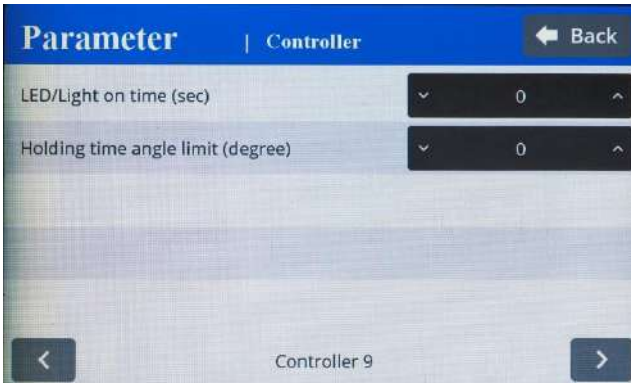 Parameter | Controller Back
LED/Light on time (sec) 0
Holding time angle limit (degree) 0
Controller 9